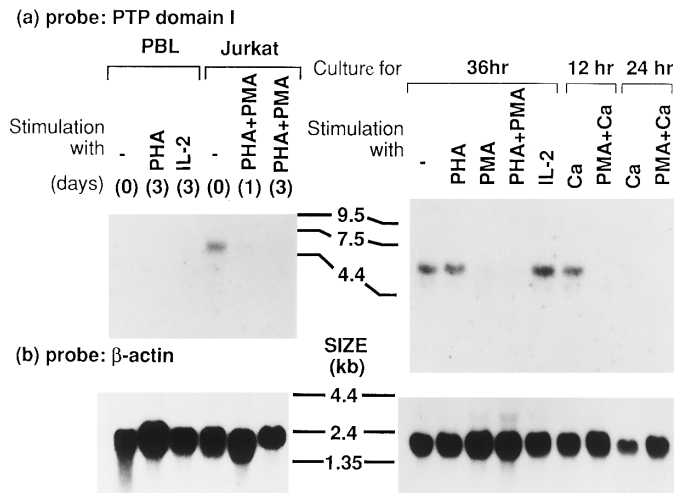 (a) probe: PTP domain I
PBL Jurkat
Stimulation with - PHA IL-2 - PHA+PMA PHA+PMA
(days) (0) (3) (3) (0) (1) (3)
Culture for 36hr 12 hr 24 hr
Stimulation with - PHA PMA PHA+PMA IL-2 Ca PMA+Ca Ca PMA+Ca
9.5
7.5
4.4
(b) probe: β-actin
SIZE
(kb)
4.4
2.4
1.35